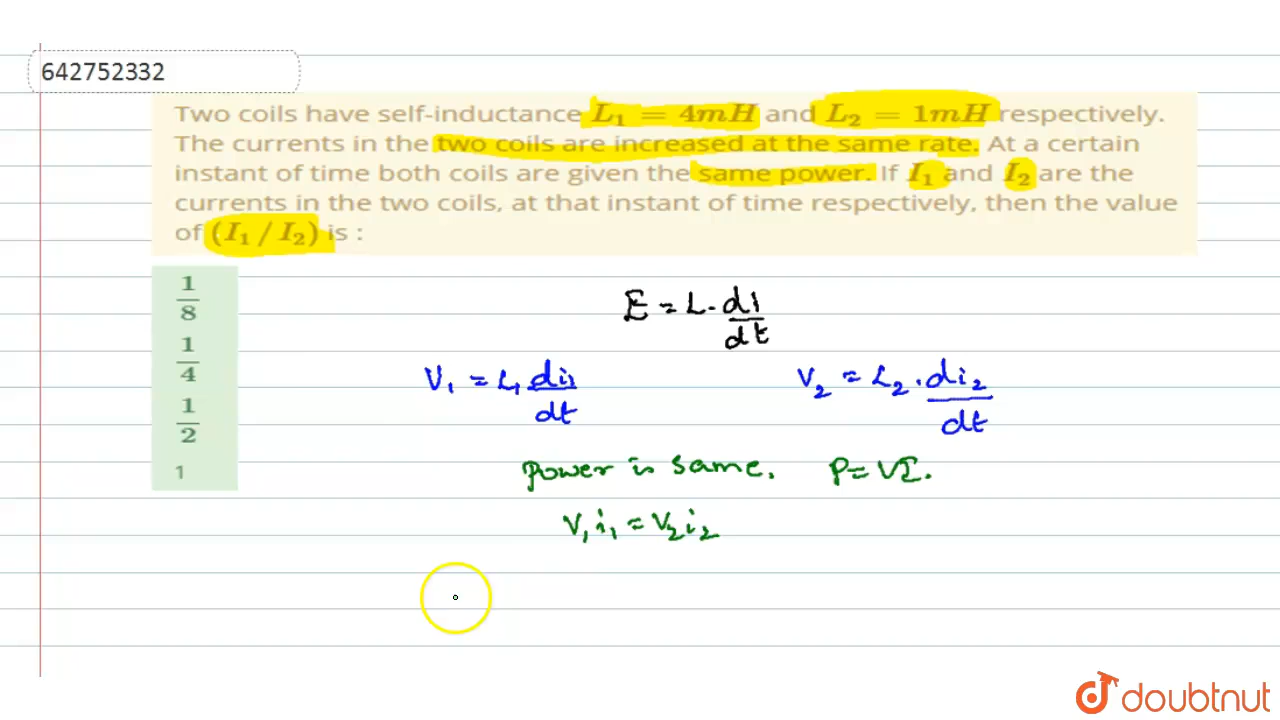 642752332
Two coils have self-inductance L₁ = 4mH and L₂ = 1mH respectively.
The currents in the two coils are increased at the same rate. At a certain
instant of time both coils are given the same power. If I₁ and I₂ are the
currents in the two coils, at that instant of time respectively, then the value
of (I₁ / I₂) is :
1/8
1/4
1/2
1
E = L. di/dt
V₁ = L₁ di₁/dt
V₂ = L₂. di₂/dt
Power is same. P = VI.
V₁ i₁ = V₂ i₂
doubtnut